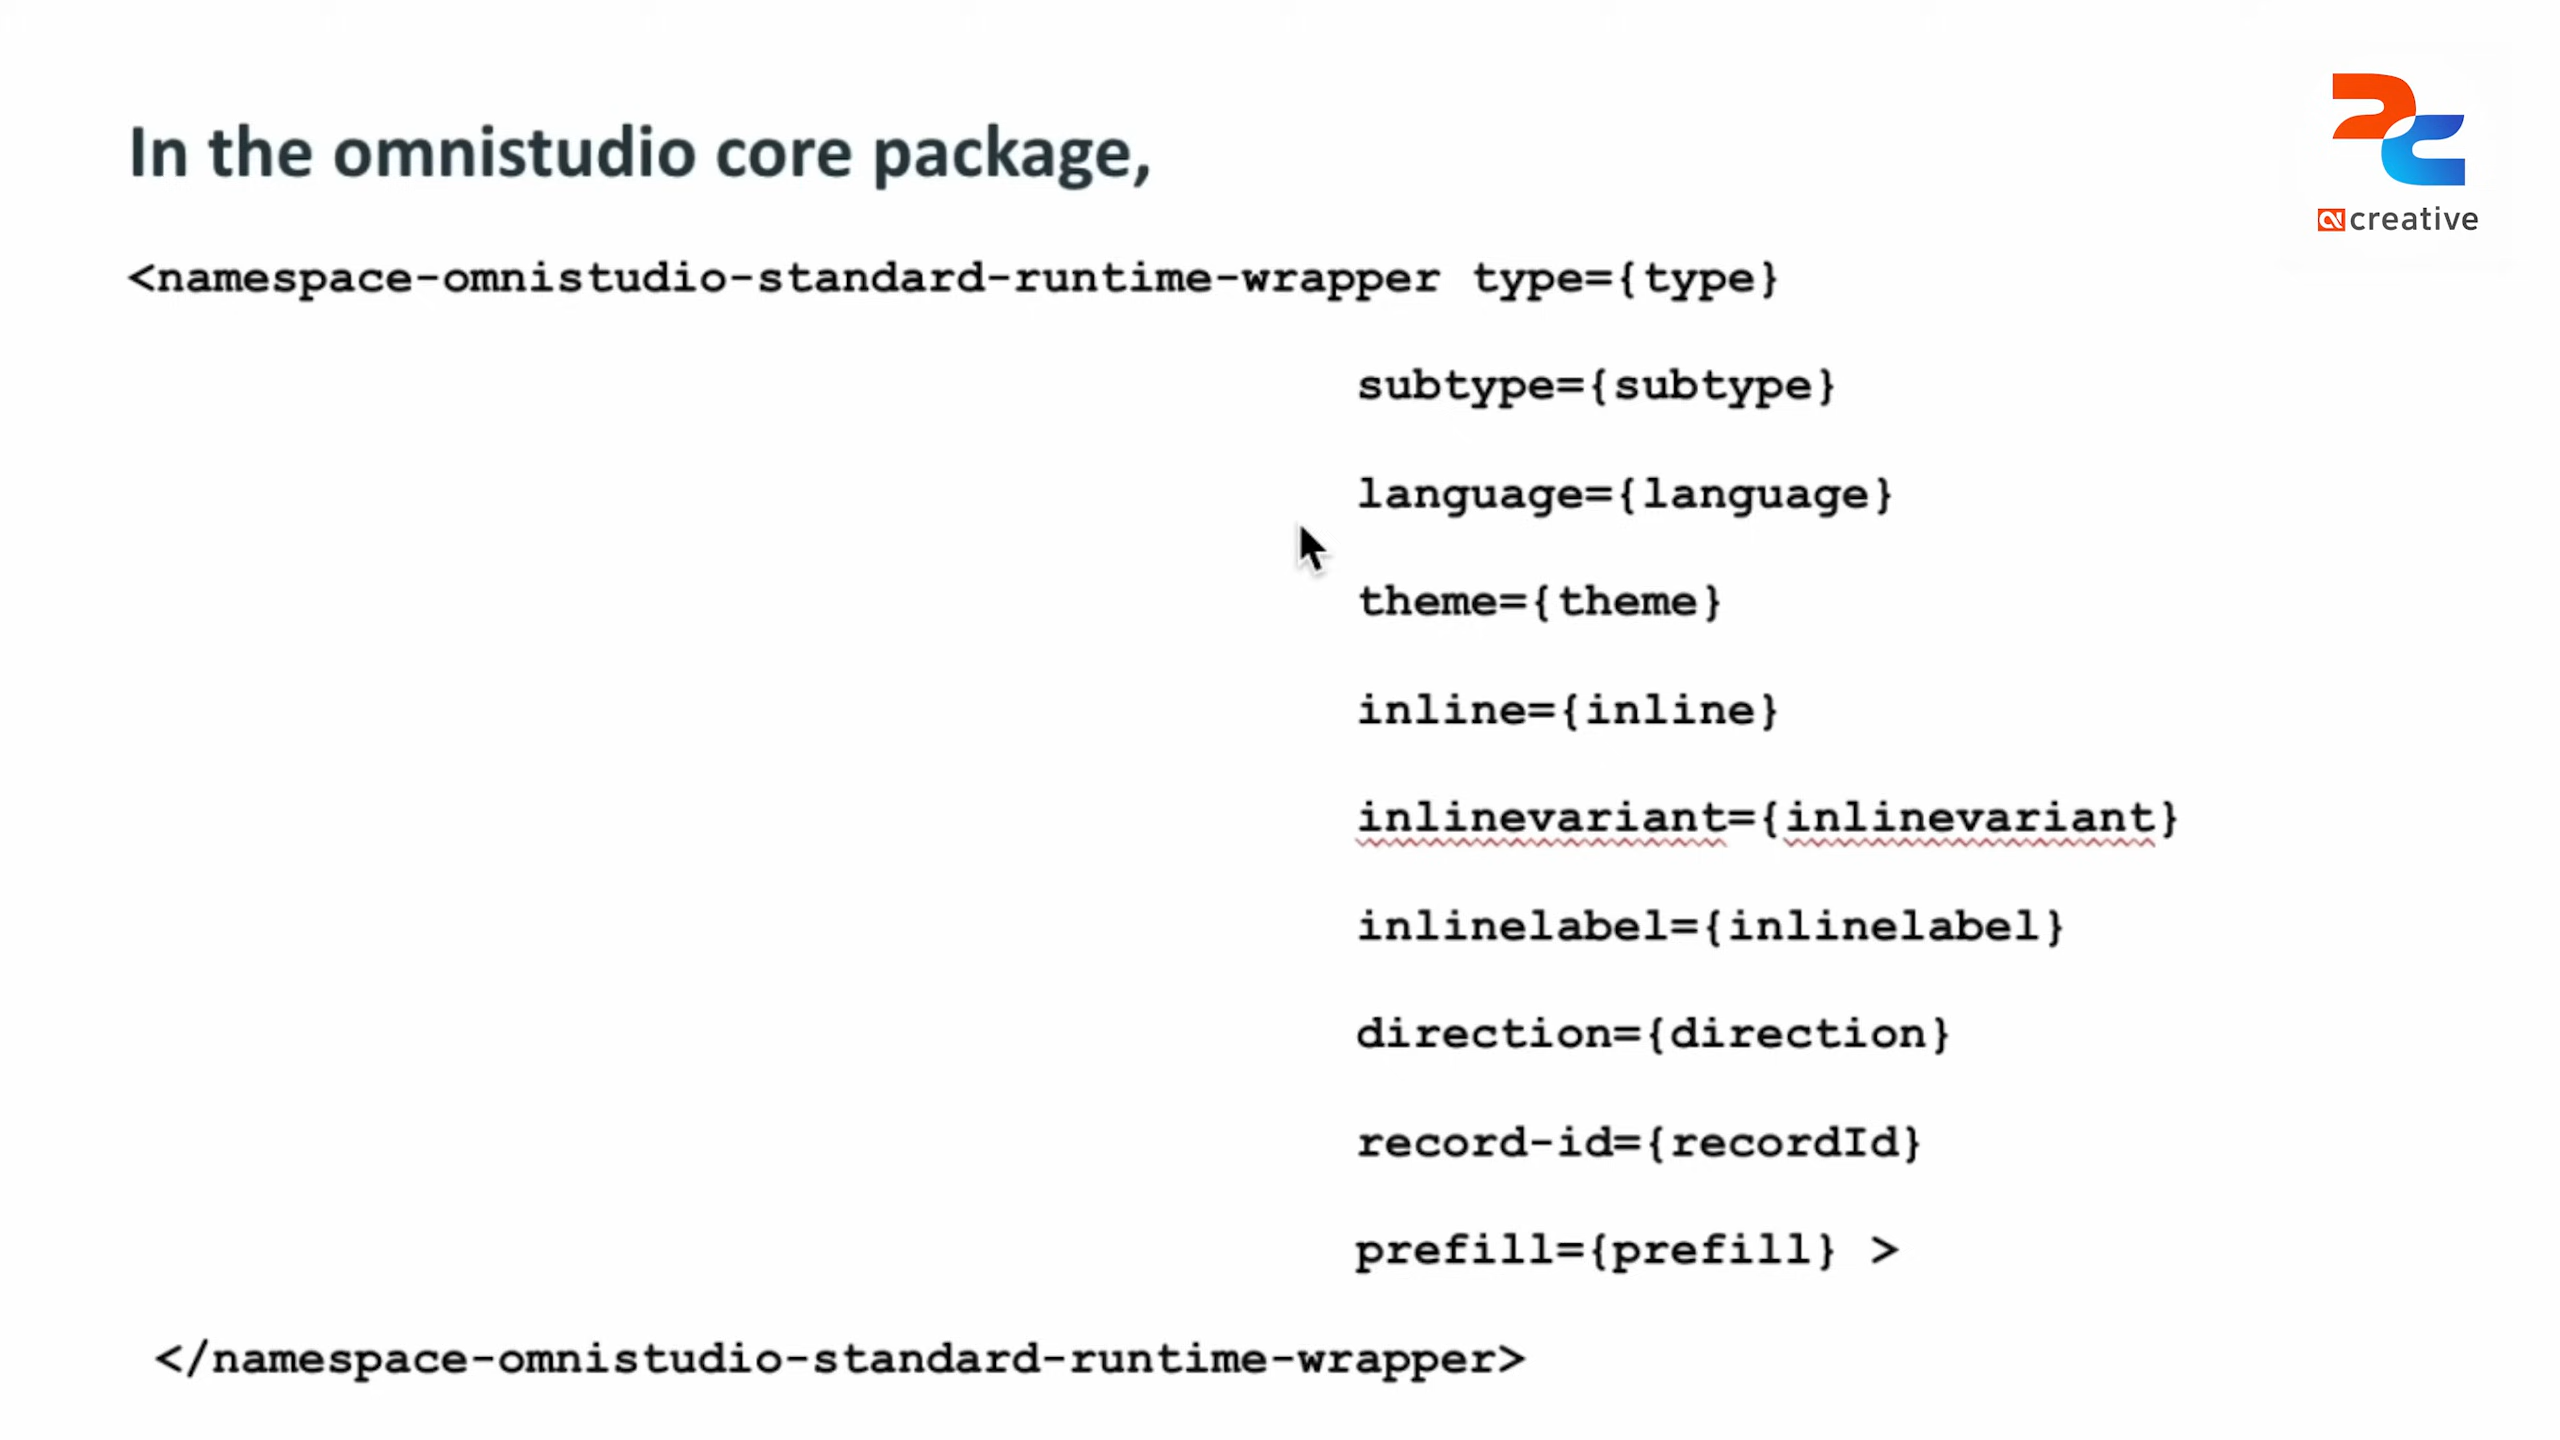 In the omnistudio core package,
creative
<namespace-omnistudio-standard-runtime-wrapper type={type}
subtype={subtype}
language={language}
theme={theme}
inline={inline}
inlinevariant={inlinevariant}
inlinelabel={inlinelabel}
direction={direction}
record-id={recordId}
prefill={prefill} >
</namespace-omnistudio-standard-runtime-wrapper>